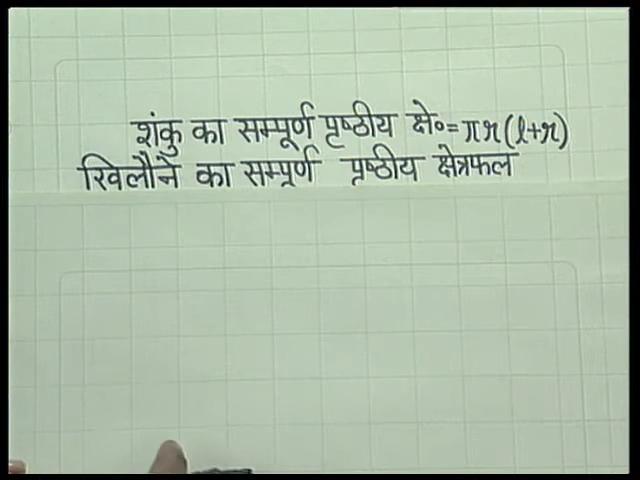 शंकु का सम्पूर्ण पृष्ठीय क्षे०=πr(l+r)
खिलौने का सम्पूर्ण पृष्ठीय क्षेत्रफल